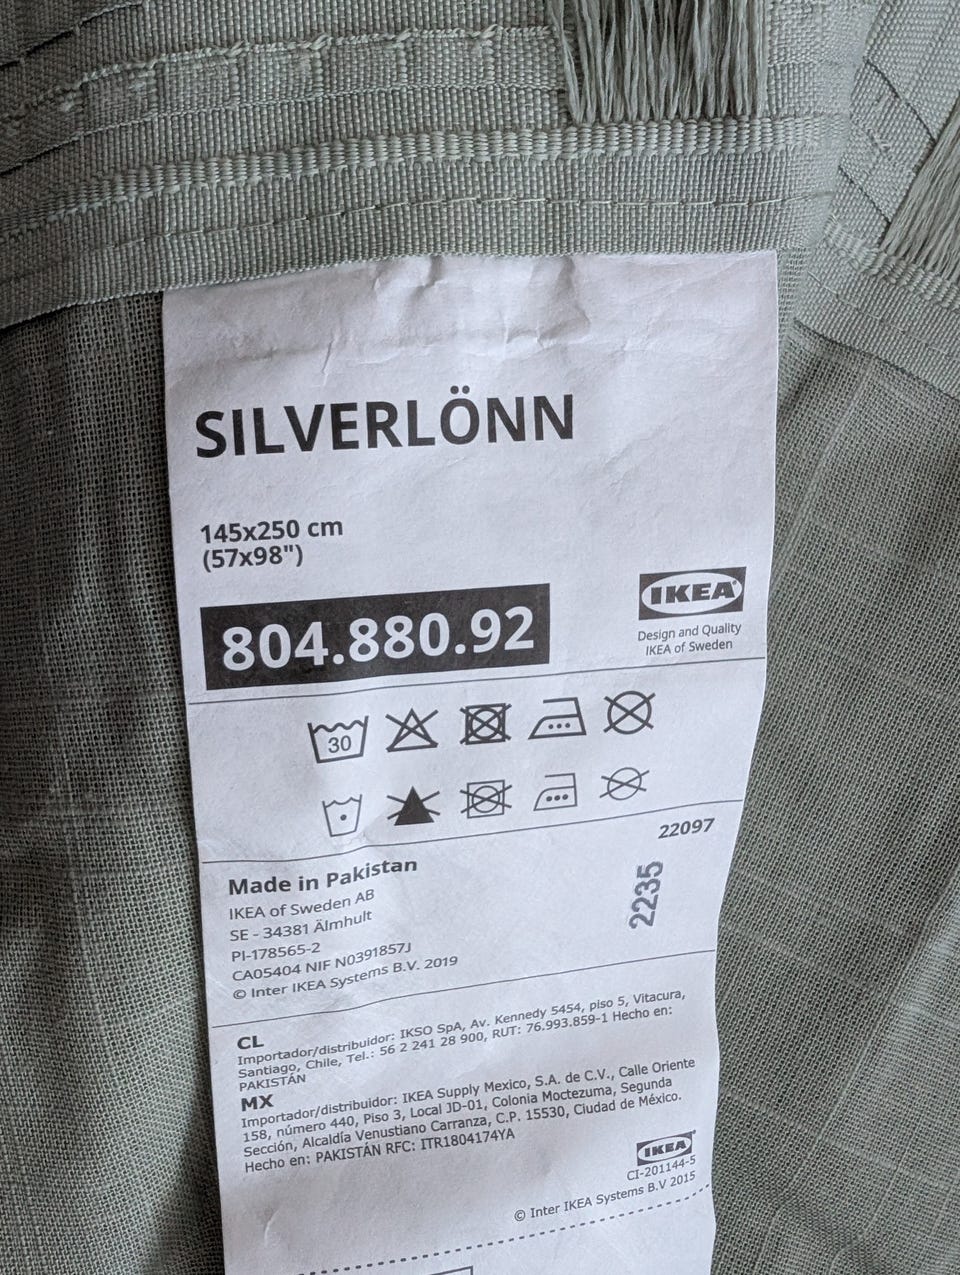 SILVERLÖNN
145x250 cm
(57x98")
804.880.92
IKEA®
Design and Quality
IKEA of Sweden
30
22097
Made in Pakistan
IKEA of Sweden AB
SE - 34381 Älmhult
PI-178565-2
CA05404 NIF N0391857J
© Inter IKEA Systems B.V. 2019
2235
CL
Importador/distribuidor: IKSO SpA, Av. Kennedy 5454, piso 5, Vitacura,
Santiago, Chile, Tel.: 56 2 241 28 900, RUT: 76.993.859-1 Hecho en:
PAKISTÁN
MX
Importador/distribuidor: IKEA Supply Mexico, S.A. de C.V., Calle Oriente
158, número 440, Piso 3, Local JD-01, Colonia Moctezuma, Segunda
Sección, Alcaldía Venustiano Carranza, C.P. 15530, Ciudad de México.
Hecho en: PAKISTÁN RFC: ITR1804174YA
IKEA®
CI-201144-5
© Inter IKEA Systems B.V 2015